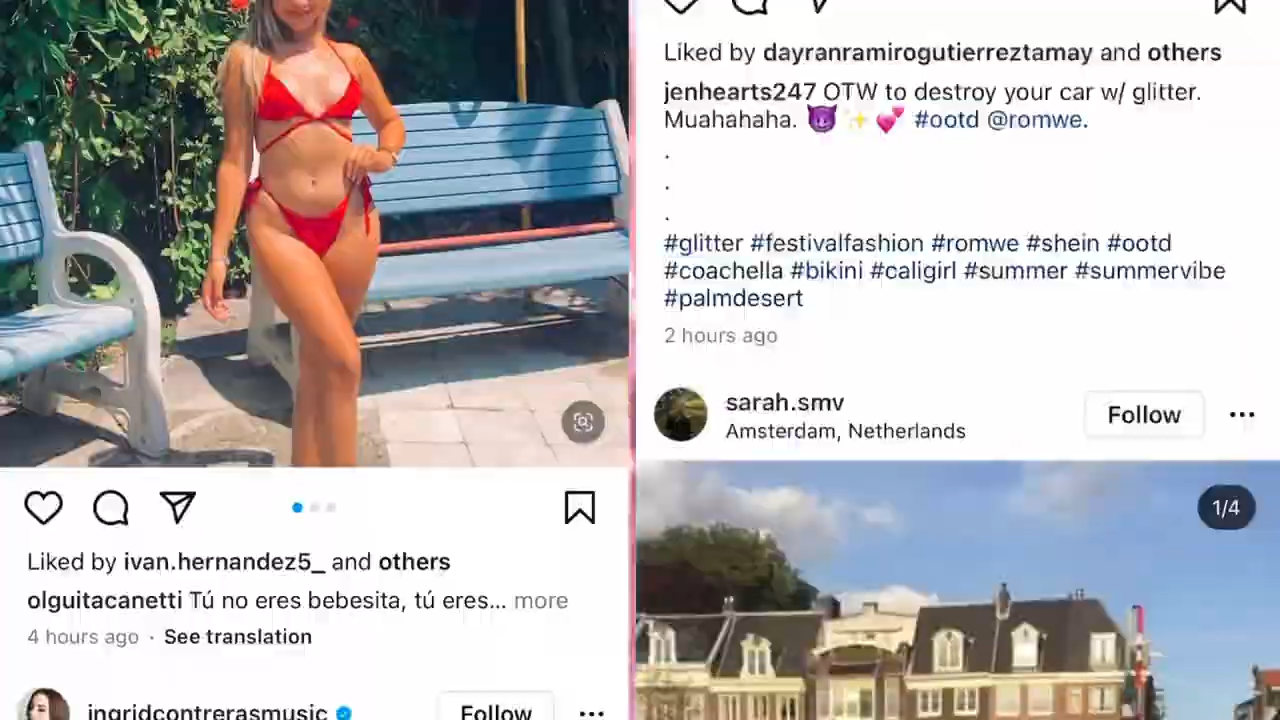 Liked by ivan.hernandez5_ and others
olguitacanetti Tú no eres bebesita, tú eres... more
4 hours ago · See translation
ingridcontrerasmusic
Follow
Liked by dayranramirogutierreztamay and others
jenhearts247 OTW to destroy your car w/ glitter.
Muahahaha. 😈✨💕 #ootd @romwe.
.
.
.
#glitter #festivalfashion #romwe #shein #ootd
#coachella #bikini #caligirl #summer #summervibe
#palmdesert
2 hours ago
sarah.smv
Amsterdam, Netherlands
Follow
1/4